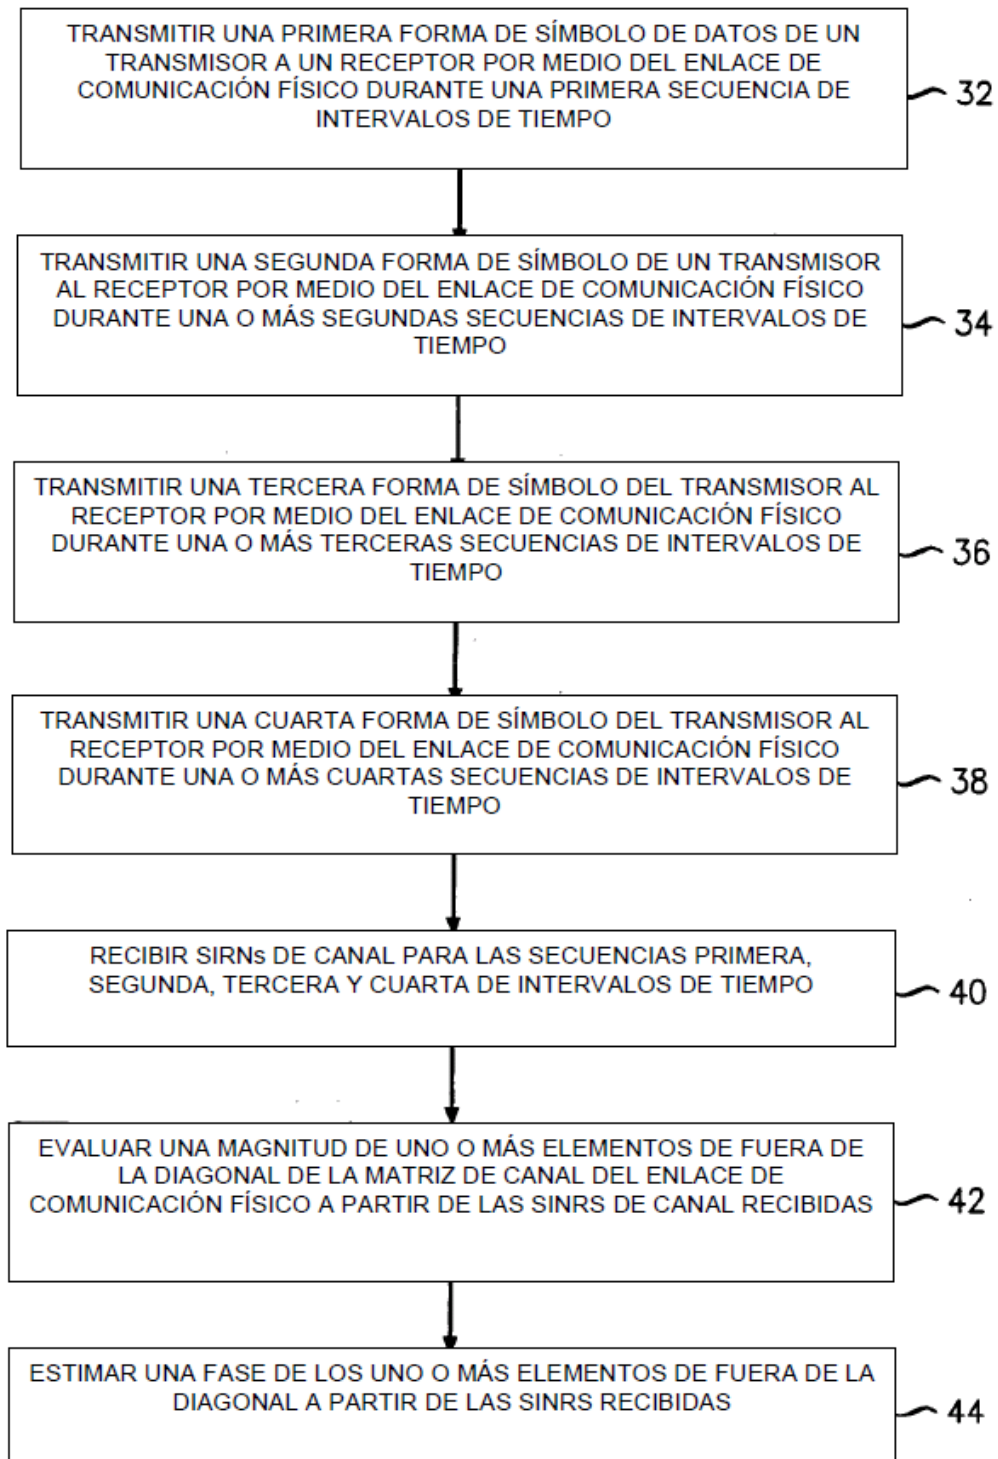 TRANSMITIR UNA PRIMERA FORMA DE SÍMBOLO DE DATOS DE UN
TRANSMISOR A UN RECEPTOR POR MEDIO DEL ENLACE DE
COMUNICACIÓN FÍSICO DURANTE UNA PRIMERA SECUENCIA DE
INTERVALOS DE TIEMPO
32
TRANSMITIR UNA SEGUNDA FORMA DE SÍMBOLO DE UN TRANSMISOR
AL RECEPTOR POR MEDIO DEL ENLACE DE COMUNICACIÓN FÍSICO
DURANTE UNA O MÁS SEGUNDAS SECUENCIAS DE INTERVALOS DE
TIEMPO
34
TRANSMITIR UNA TERCERA FORMA DE SÍMBOLO DEL TRANSMISOR AL
RECEPTOR POR MEDIO DEL ENLACE DE COMUNICACIÓN FÍSICO
DURANTE UNA O MÁS TERCERAS SECUENCIAS DE INTERVALOS DE
TIEMPO
36
TRANSMITIR UNA CUARTA FORMA DE SÍMBOLO DEL TRANSMISOR AL
RECEPTOR POR MEDIO DEL ENLACE DE COMUNICACIÓN FÍSICO
DURANTE UNA O MÁS CUARTAS SECUENCIAS DE INTERVALOS DE
TIEMPO
38
RECIBIR SIRNs DE CANAL PARA LAS SECUENCIAS PRIMERA,
SEGUNDA, TERCERA Y CUARTA DE INTERVALOS DE TIEMPO
40
EVALUAR UNA MAGNITUD DE UNO O MÁS ELEMENTOS DE FUERA DE
LA DIAGONAL DE LA MATRIZ DE CANAL DEL ENLACE DE
COMUNICACIÓN FÍSICO A PARTIR DE LAS SINRS DE CANAL RECIBIDAS
42
ESTIMAR UNA FASE DE LOS UNO O MÁS ELEMENTOS DE FUERA DE LA
DIAGONAL A PARTIR DE LAS SINRS RECIBIDAS
44